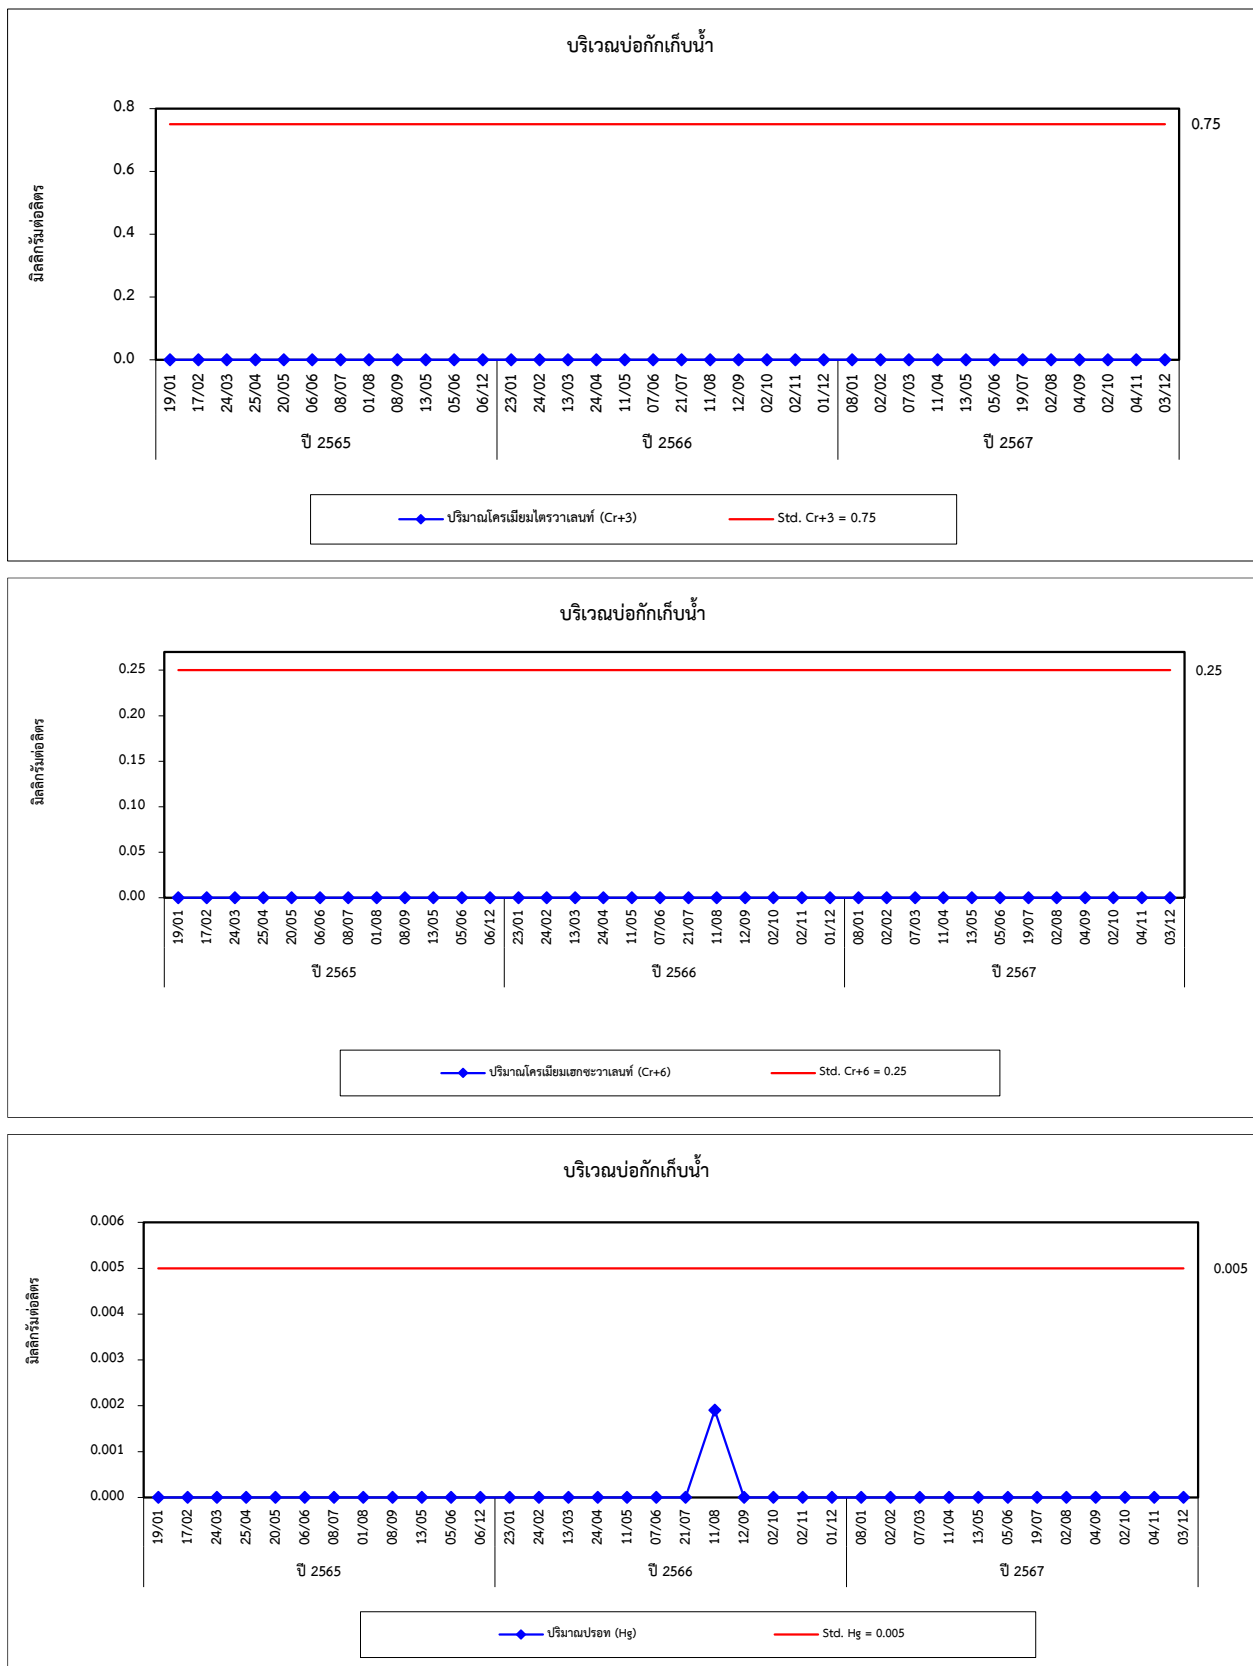 บริเวณบ่อกักเก็บน้ำ
มิลลิกรัมต่อลิตร
0.8
0.6
0.4
0.2
0.0
0.75
19/01 17/02 24/03 25/04 20/05 06/06 08/07 01/08 08/09 13/05 05/06 06/12 23/01 24/02 13/03 24/04 11/05 07/06 21/07 11/08 12/09 02/10 02/11 01/12 08/01 02/02 07/03 11/04 13/05 05/06 19/07 02/08 04/09 02/10 04/11 03/12
ปี 2565 ปี 2566 ปี 2567
ปริมาณโครเมียมไตรวาเลนท์ (Cr+3) Std. Cr+3 = 0.75
บริเวณบ่อกักเก็บน้ำ
มิลลิกรัมต่อลิตร
0.25
0.20
0.15
0.10
0.05
0.00
0.25
19/01 17/02 24/03 25/04 20/05 06/06 08/07 01/08 08/09 13/05 05/06 06/12 23/01 24/02 13/03 24/04 11/05 07/06 21/07 11/08 12/09 02/10 02/11 01/12 08/01 02/02 07/03 11/04 13/05 05/06 19/07 02/08 04/09 02/10 04/11 03/12
ปี 2565 ปี 2566 ปี 2567
ปริมาณโครเมียมเฮกซะวาเลนท์ (Cr+6) Std. Cr+6 = 0.25
บริเวณบ่อกักเก็บน้ำ
มิลลิกรัมต่อลิตร
0.006
0.005
0.004
0.003
0.002
0.001
0.000
0.005
19/01 17/02 24/03 25/04 20/05 06/06 08/07 01/08 08/09 13/05 05/06 06/12 23/01 24/02 13/03 24/04 11/05 07/06 21/07 11/08 12/09 02/10 02/11 01/12 08/01 02/02 07/03 11/04 13/05 05/06 19/07 02/08 04/09 02/10 04/11 03/12
ปี 2565 ปี 2566 ปี 2567
ปริมาณปรอท (Hg) Std. Hg = 0.005